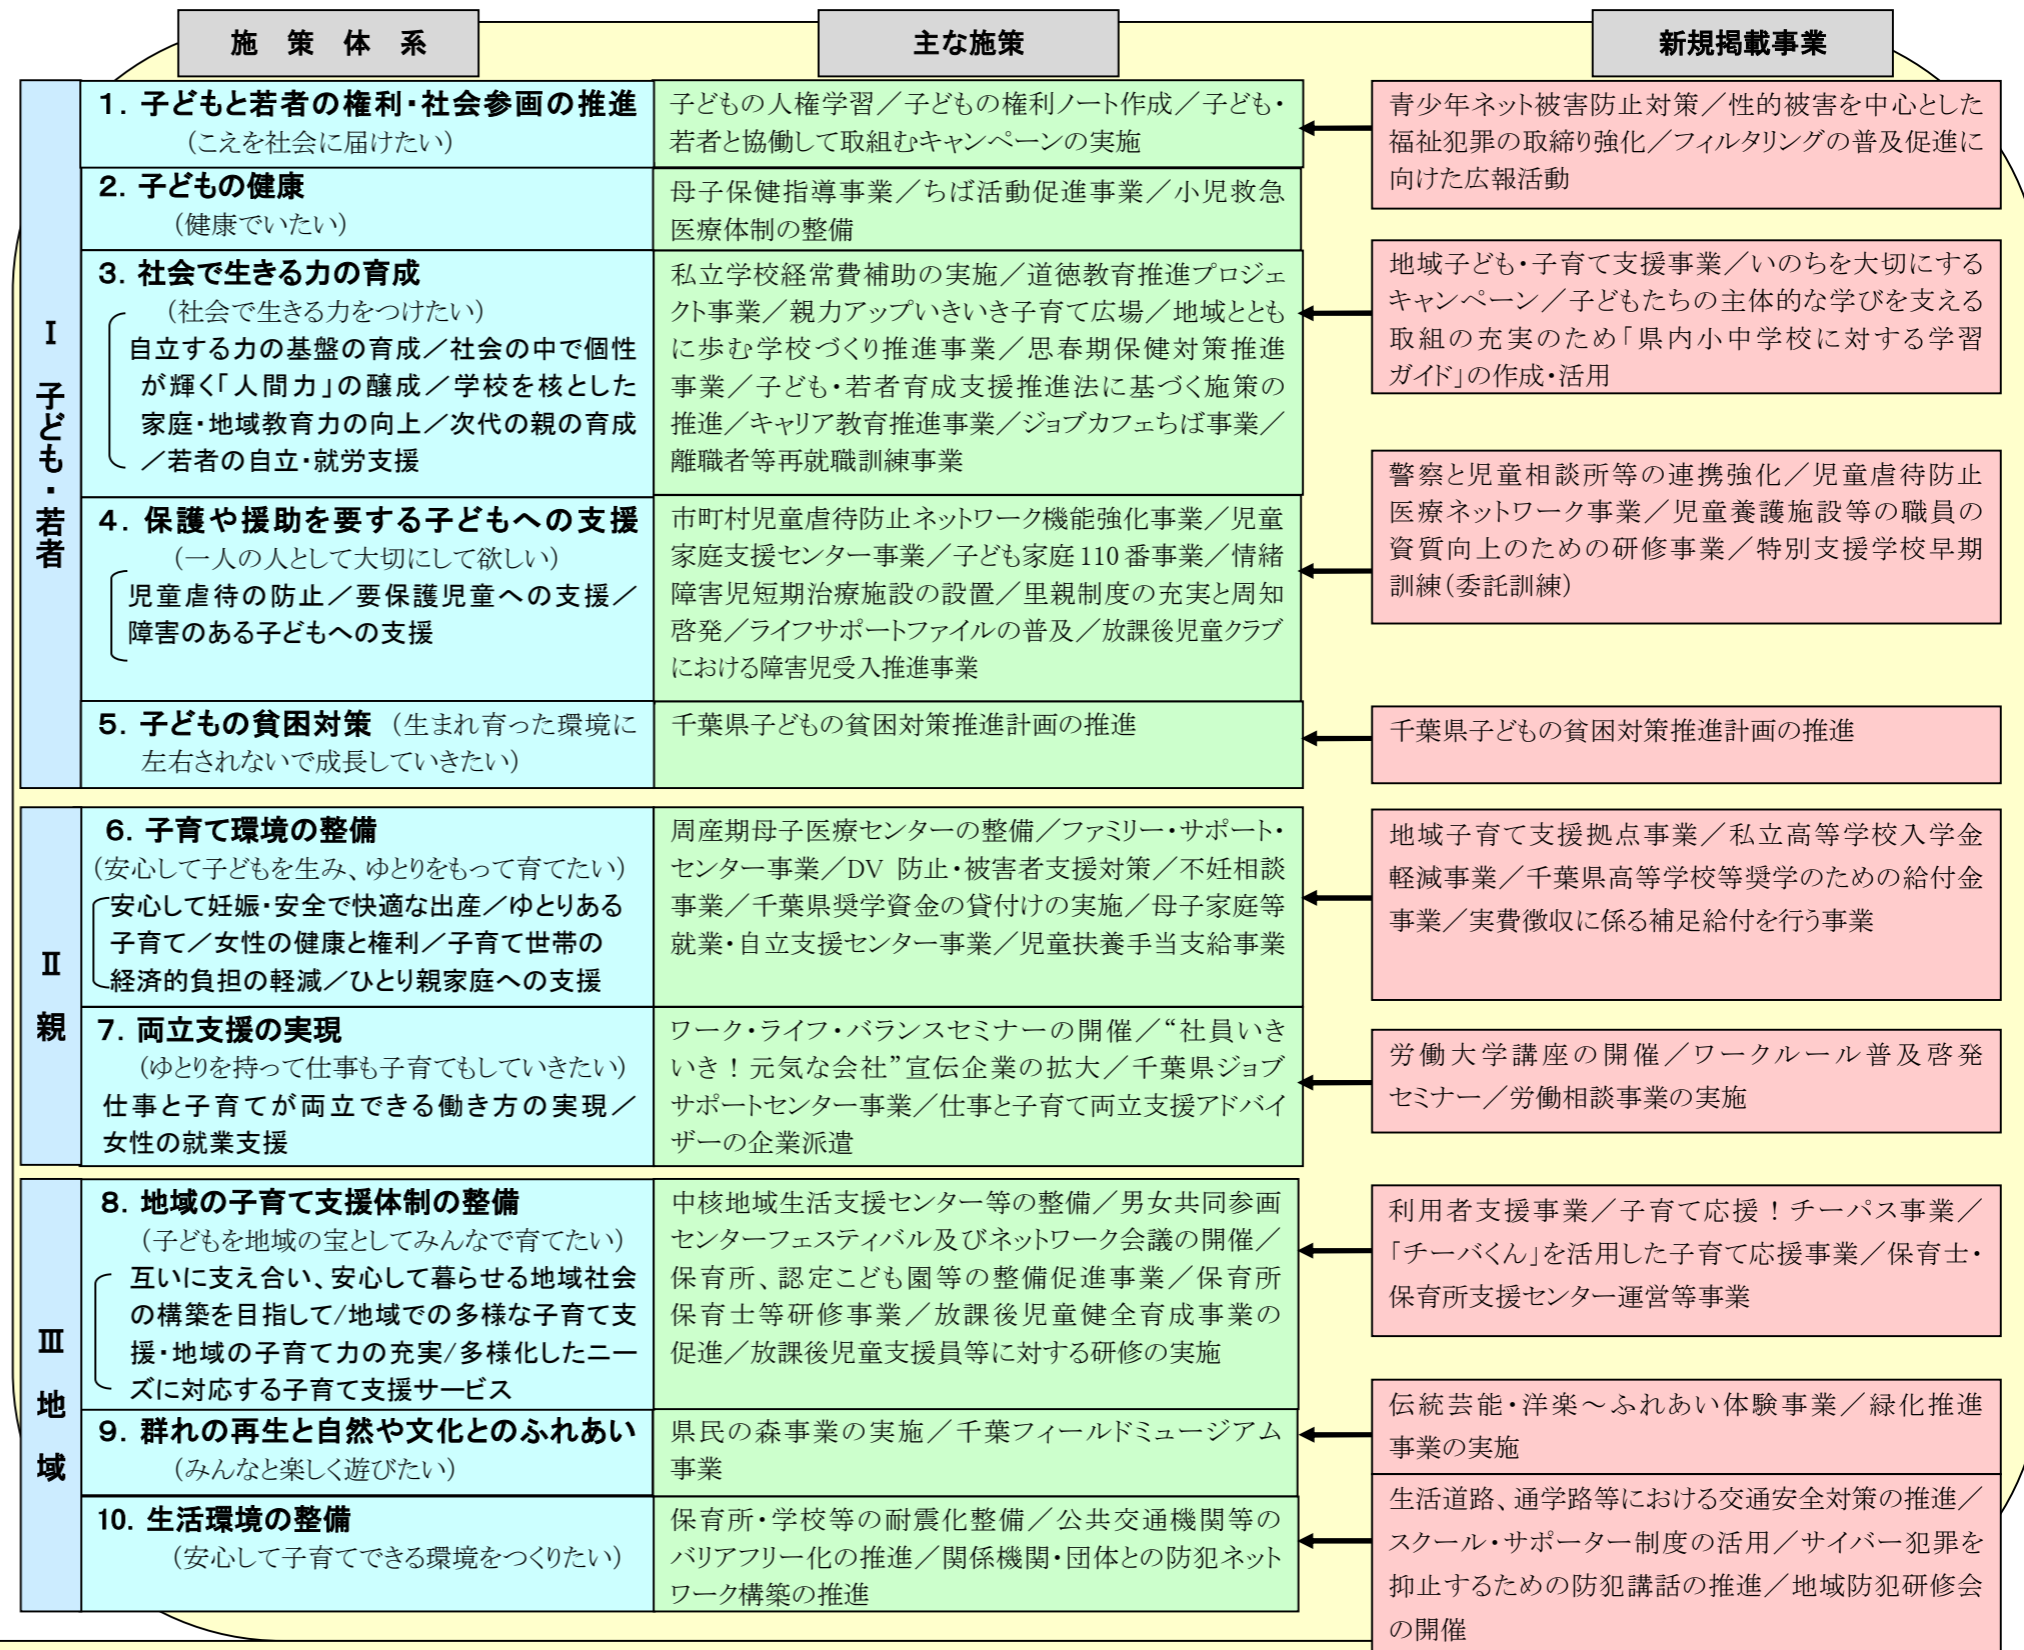 施　策　体　系
主な施策
新規掲載事業
Ⅰ 子ども・若者
1. 子どもと若者の権利・社会参画の推進
（こえを社会に届けたい）
子どもの人権学習／子どもの権利ノート作成／子ども・
若者と協働して取組むキャンペーンの実施
青少年ネット被害防止対策／性的被害を中心とした
福祉犯罪の取締り強化／フィルタリングの普及促進に
向けた広報活動
2. 子どもの健康
（健康でいたい）
母子保健指導事業／ちば活動促進事業／小児救急
医療体制の整備
3. 社会で生きる力の育成
（社会で生きる力をつけたい）
自立する力の基盤の育成／社会の中で個性
が輝く「人間力」の醸成／学校を核とした
家庭・地域教育力の向上／次代の親の育成
／若者の自立・就労支援
私立学校経常費補助の実施／道徳教育推進プロジェ
クト事業／親力アップいきいき子育て広場／地域ととも
に歩む学校づくり推進事業／思春期保健対策推進
事業／子ども・若者育成支援推進法に基づく施策の
推進／キャリア教育推進事業／ジョブカフェちば事業／
離職者等再就職訓練事業
地域子ども・子育て支援事業／いのちを大切にする
キャンペーン／子どもたちの主体的な学びを支える
取組の充実のため「県内小中学校に対する学習
ガイド」の作成・活用
4. 保護や援助を要する子どもへの支援
（一人の人として大切にして欲しい）
児童虐待の防止／要保護児童への支援／
障害のある子どもへの支援
市町村児童虐待防止ネットワーク機能強化事業／児童
家庭支援センター事業／子ども家庭110番事業／情緒
障害児短期治療施設の設置／里親制度の充実と周知
啓発／ライフサポートファイルの普及／放課後児童クラブ
における障害児受入推進事業
警察と児童相談所等の連携強化／児童虐待防止
医療ネットワーク事業／児童養護施設等の職員の
資質向上のための研修事業／特別支援学校早期
訓練（委託訓練）
5. 子どもの貧困対策 （生まれ育った環境に
左右されないで成長していきたい）
千葉県子どもの貧困対策推進計画の推進
千葉県子どもの貧困対策推進計画の推進
Ⅱ 親
6. 子育て環境の整備
（安心して子どもを生み、ゆとりをもって育てたい）
安心して妊娠・安全で快適な出産／ゆとりある
子育て／女性の健康と権利／子育て世帯の
経済的負担の軽減／ひとり親家庭への支援
周産期母子医療センターの整備／ファミリー・サポート・
センター事業／DV 防止・被害者支援対策／不妊相談
事業／千葉県奨学資金の貸付けの実施／母子家庭等
就業・自立支援センター事業／児童扶養手当支給事業
地域子育て支援拠点事業／私立高等学校入学金
軽減事業／千葉県高等学校等奨学のための給付金
事業／実費徴収に係る補足給付を行う事業
7. 両立支援の実現
（ゆとりを持って仕事も子育てもしていきたい）
仕事と子育てが両立できる働き方の実現／
女性の就業支援
ワーク・ライフ・バランスセミナーの開催／“社員いき
いき！元気な会社”宣伝企業の拡大／千葉県ジョブ
サポートセンター事業／仕事と子育て両立支援アドバイ
ザーの企業派遣
労働大学講座の開催／ワークルール普及啓発
セミナー／労働相談事業の実施
Ⅲ 地 域
8. 地域の子育て支援体制の整備
（子どもを地域の宝としてみんなで育てたい）
互いに支え合い、安心して暮らせる地域社会
の構築を目指して/地域での多様な子育て支
援・地域の子育て力の充実/多様化したニー
ズに対応する子育て支援サービス
中核地域生活支援センター等の整備／男女共同参画
センターフェスティバル及びネットワーク会議の開催／
保育所、認定こども園等の整備促進事業／保育所
保育士等研修事業／放課後児童健全育成事業の
促進／放課後児童支援員等に対する研修の実施
利用者支援事業／子育て応援！チーパス事業／
「チーバくん」を活用した子育て応援事業／保育士・
保育所支援センター運営等事業
9. 群れの再生と自然や文化とのふれあい
（みんなと楽しく遊びたい）
県民の森事業の実施／千葉フィールドミュージアム
事業
伝統芸能・洋楽～ふれあい体験事業／緑化推進
事業の実施
10. 生活環境の整備
（安心して子育てできる環境をつくりたい）
保育所・学校等の耐震化整備／公共交通機関等の
バリアフリー化の推進／関係機関・団体との防犯ネット
ワーク構築の推進
生活道路、通学路等における交通安全対策の推進／
スクール・サポーター制度の活用／サイバー犯罪を
抑止するための防犯講話の推進／地域防犯研修会
の開催